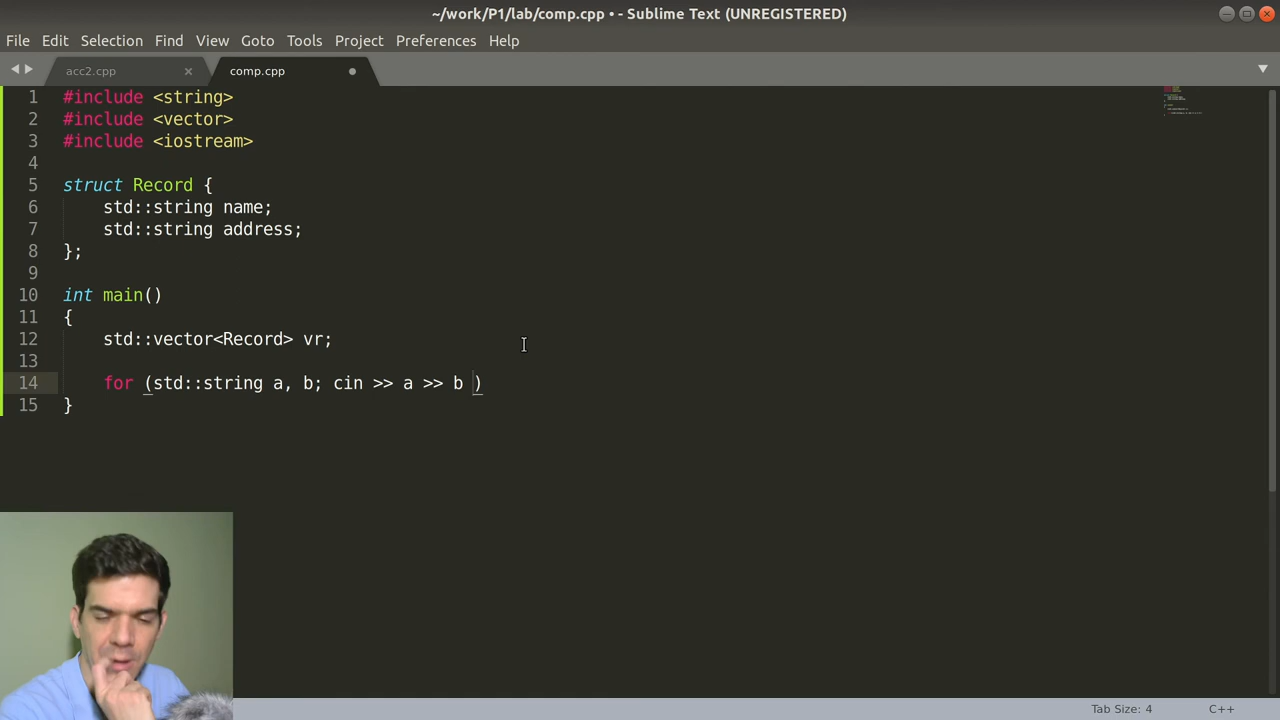 ~/work/P1/lab/comp.cpp • - Sublime Text (UNREGISTERED)
File Edit Selection Find View Goto Tools Project Preferences Help
acc2.cpp comp.cpp
1 #include <string>
2 #include <vector>
3 #include <iostream>
4
5 struct Record {
6 std::string name;
7 std::string address;
8 };
9
10 int main()
11 {
12 std::vector<Record> vr;
13
14 for (std::string a, b; cin >> a >> b )
15 }
Tab Size: 4 C++